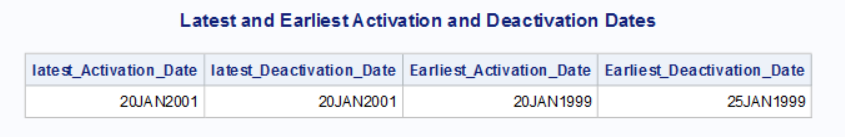 Latest and Earliest Activation and Deactivation Dates
latest_Activation_Date latest_Deactivation_Date Earliest_Activation_Date Earliest_Deactivation_Date
20JAN2001 20JAN2001 20JAN1999 25JAN1999